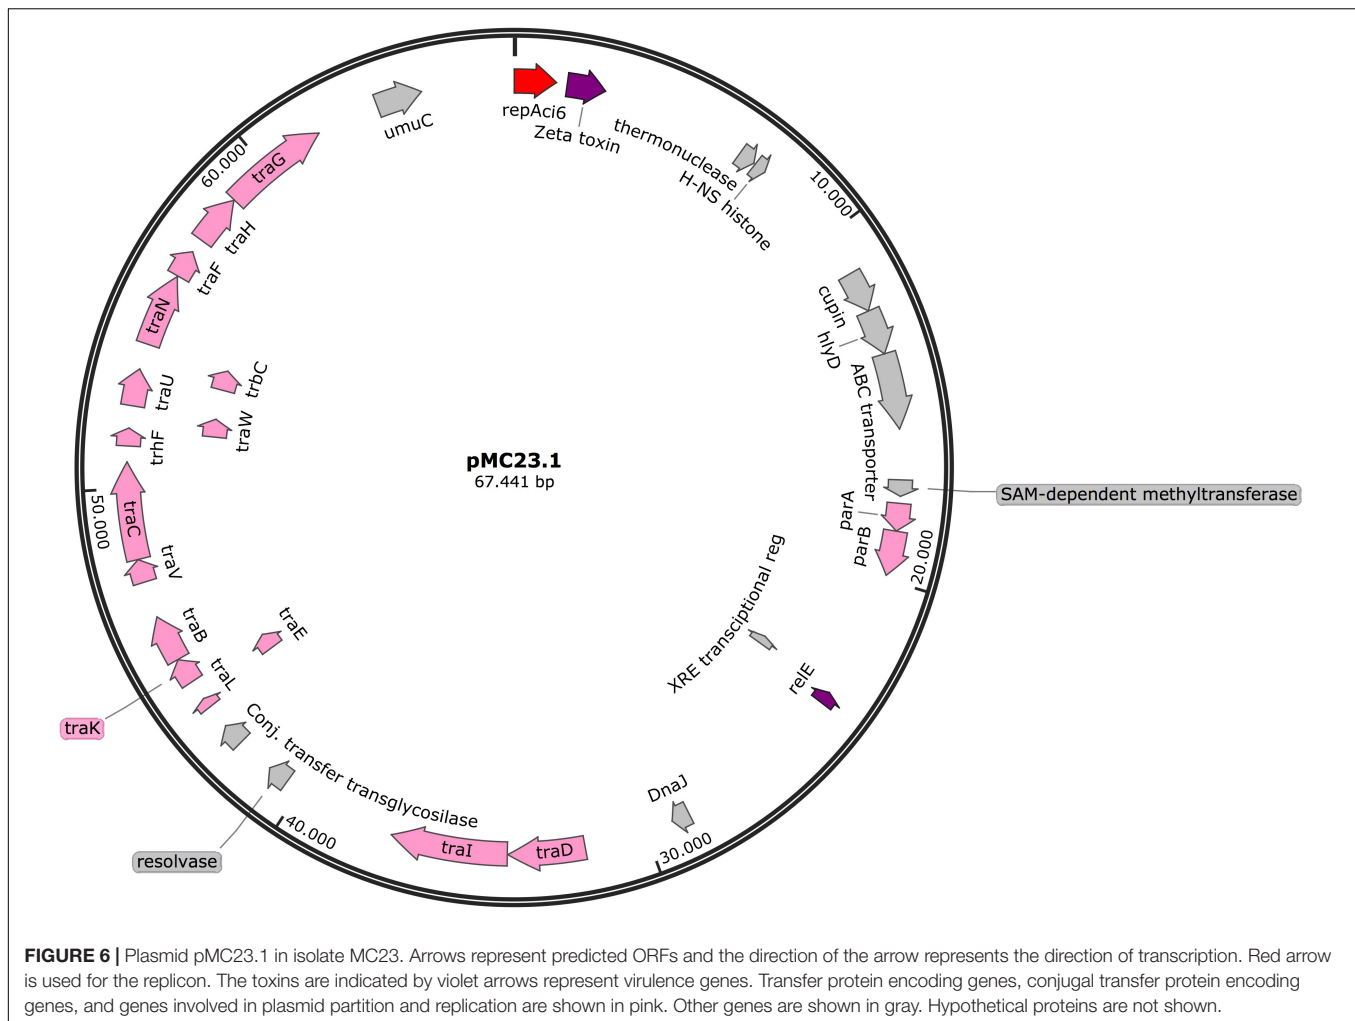 repAci6
Zeta toxin
thermonuclease
H-NS histone
10.000
cupin
hlyD
ABC transporter
SAM-dependent methyltransferase
parA
parB
20.000
XRE transciptional reg
relE
DnaJ
30.000
traD
traI
Conj. transfer transglycosilase
40.000
resolvase
traL
traK
traB
traE
traV
traC
50.000
trhF
traW
traU
trbC
traN
traF
traH
traG
60.000
umuC
pMC23.1
67.441 bp
FIGURE 6 | Plasmid pMC23.1 in isolate MC23. Arrows represent predicted ORFs and the direction of the arrow represents the direction of transcription. Red arrow
is used for the replicon. The toxins are indicated by violet arrows represent virulence genes. Transfer protein encoding genes, conjugal transfer protein encoding
genes, and genes involved in plasmid partition and replication are shown in pink. Other genes are shown in gray. Hypothetical proteins are not shown.